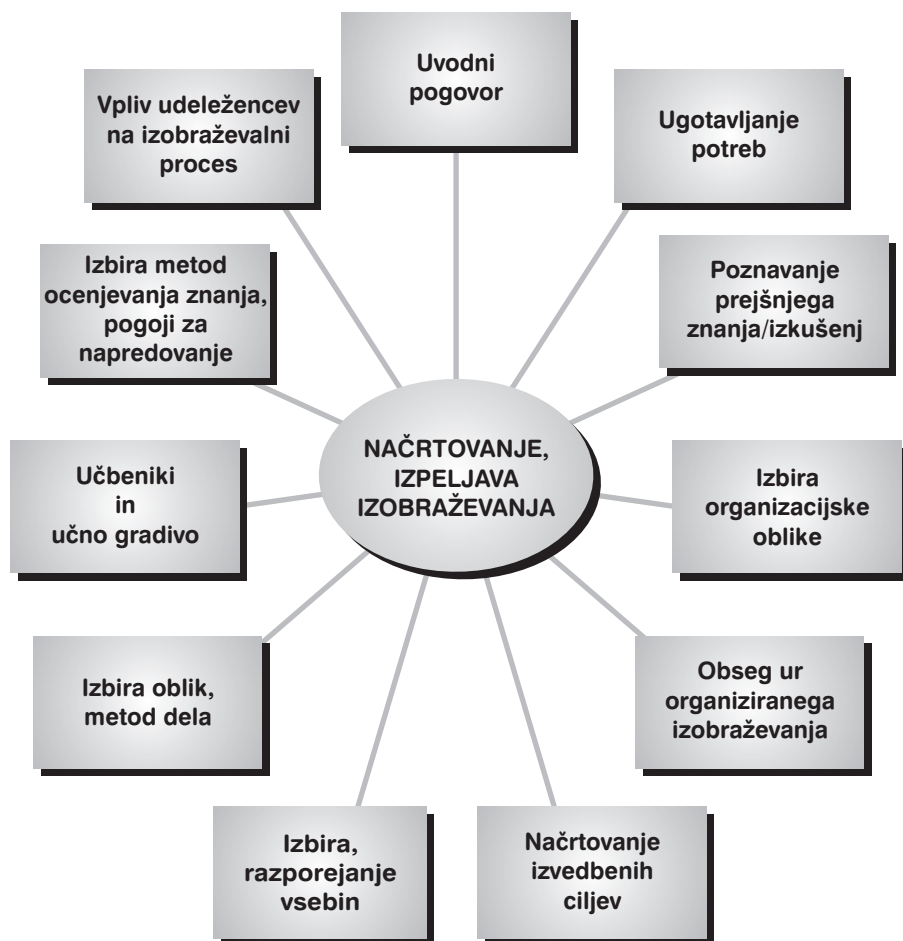 Uvodni
pogovor
Ugotavljanje
potreb
Poznavanje
prejšnjega
znanja/izkušenj
Izbira
organizacijske
oblike
Obseg ur
organiziranega
izobraževanja
Načrtovanje
izvedbenih
ciljev
Izbira,
razporejanje
vsebin
Izbira oblik,
metod dela
Učbeniki
in
učno gradivo
Izbira metod
ocenjevanja znanja,
pogoji za
napredovanje
Vpliv udeležencev
na izobraževalni
proces
NAČRTOVANJE,
IZPELJAVA
IZOBRAŽEVANJA